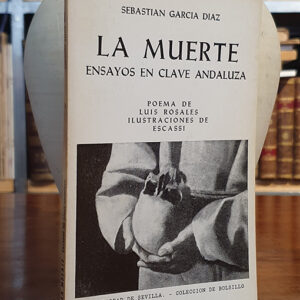 SEBASTIAN GARCIA DIAZ
LA MUERTE
ENSAYOS EN CLAVE ANDALUZA
POEMA DE
LUIS ROSALES
ILUSTRACIONES DE
ESCASSI
DE SEVILLA. - COLECCION DE BOLSILLO